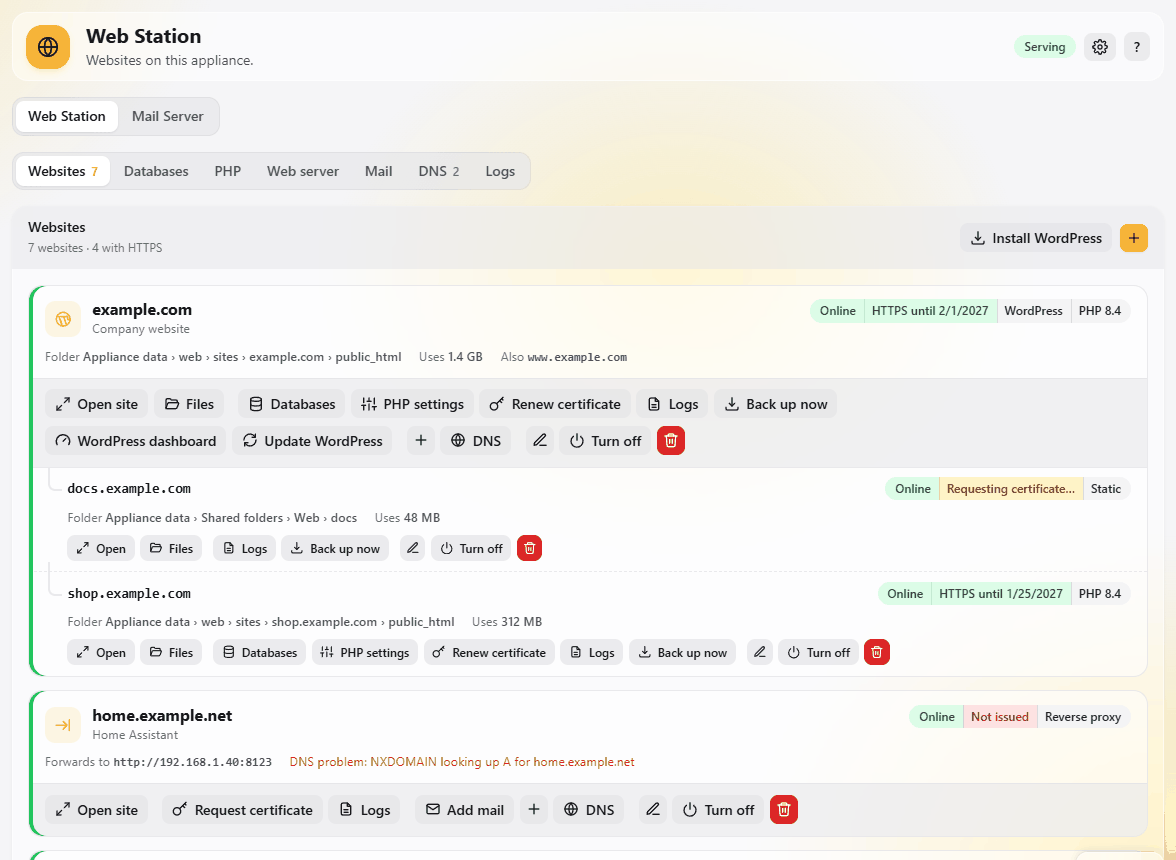 Web Station
Websites on this appliance.
Serving
?
Web Station Mail Server
Websites 7 Databases PHP Web server Mail DNS 2 Logs
Websites
7 websites · 4 with HTTPS
Install WordPress +
example.com
Company website
Online HTTPS until 2/1/2027 WordPress PHP 8.4
Folder Appliance data › web › sites › example.com › public_html Uses 1.4 GB Also www.example.com
Open site Files Databases PHP settings Renew certificate Logs Back up now
WordPress dashboard Update WordPress + DNS Turn off
docs.example.com
Online Requesting certificate... Static
Folder Appliance data › Shared folders › Web › docs Uses 48 MB
Open Files Logs Back up now Turn off
shop.example.com
Online HTTPS until 1/25/2027 PHP 8.4
Folder Appliance data › web › sites › shop.example.com › public_html Uses 312 MB
Open Files Databases PHP settings Renew certificate Logs Back up now Turn off
home.example.net
Home Assistant
Online Not issued Reverse proxy
Forwards to http://192.168.1.40:8123 DNS problem: NXDOMAIN looking up A for home.example.net
Open site Request certificate Logs Add mail + DNS Turn off